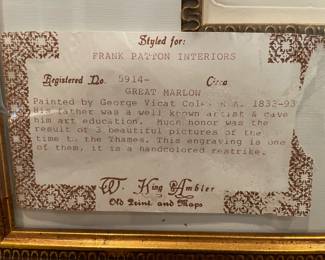 Styled for:
FRANK PATTON INTERIORS
Registered No. 5914- Circa
GREAT MARLOW
Painted by George Vicat Cole, R.A. 1833-93
His father was a well known artist & gave
him art education. Much honor was the
result of 3 beautiful pictures of the
time to the Thames. This engraving is one
of them, it is a handcolored restrike.
W. King Ambler
Old Print and Maps